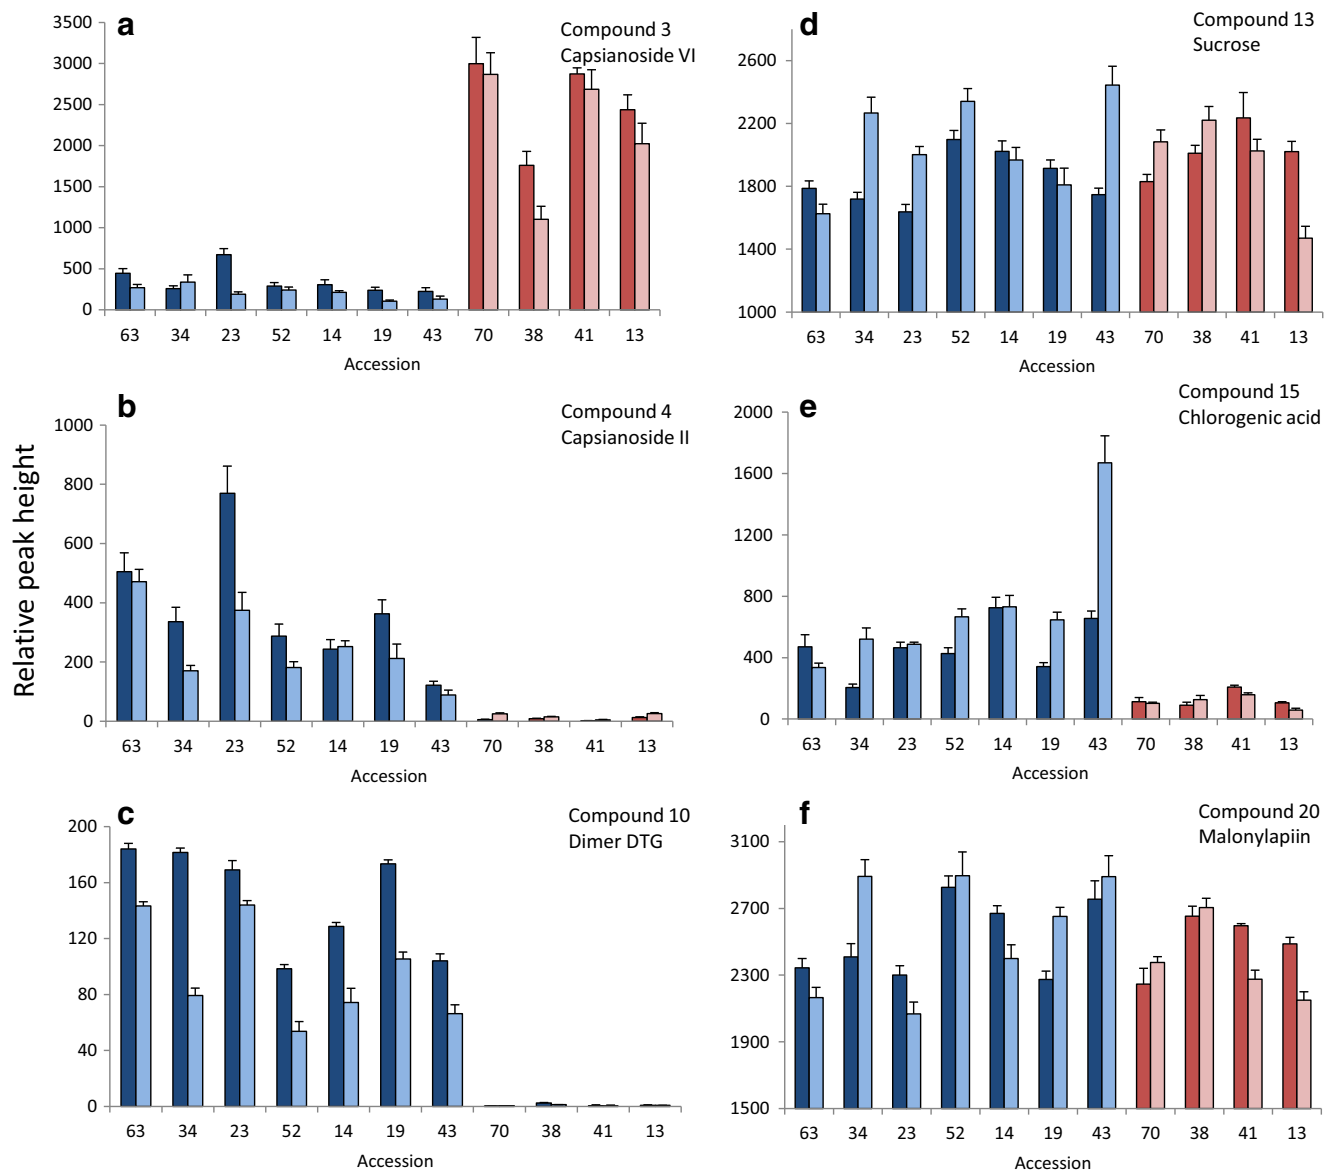 Relative peak height
a
Compound 3
Capsianoside VI
3500
3000
2500
2000
1500
1000
500
0
63 34 23 52 14 19 43 70 38 41 13
Accession
b
Compound 4
Capsianoside II
1000
800
600
400
200
0
63 34 23 52 14 19 43 70 38 41 13
Accession
c
Compound 10
Dimer DTG
200
160
120
80
40
0
63 34 23 52 14 19 43 70 38 41 13
Accession
d
Compound 13
Sucrose
2600
2200
1800
1400
1000
63 34 23 52 14 19 43 70 38 41 13
Accession
e
Compound 15
Chlorogenic acid
2000
1600
1200
800
400
0
63 34 23 52 14 19 43 70 38 41 13
Accession
f
Compound 20
Malonylapiin
3100
2700
2300
1900
1500
63 34 23 52 14 19 43 70 38 41 13
Accession